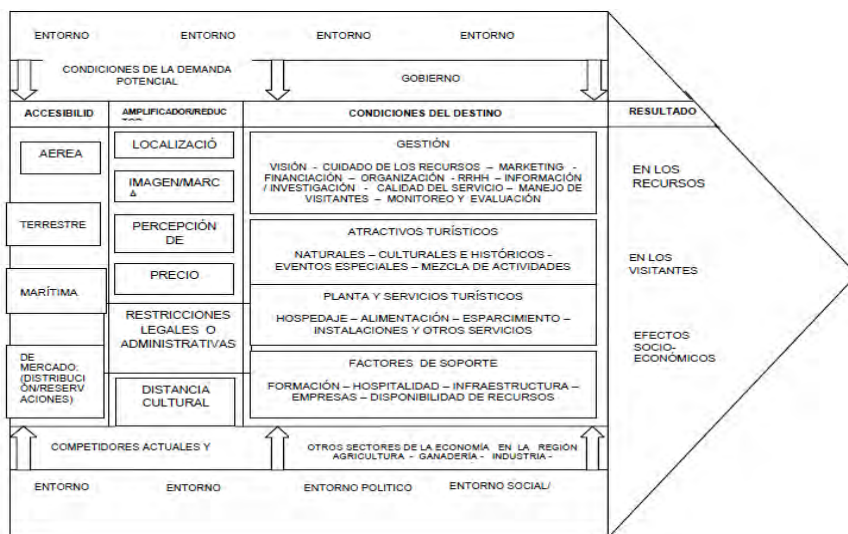 ENTORNO ENTORNO ENTORNO ENTORNO
CONDICIONES DE LA DEMANDA
POTENCIAL
GOBIERNO
ACCESIBILID
AMPLIFICADOR/REDUC
CONDICIONES DEL DESTINO
RESULTADO
AEREA
TERRESTRE
MARÍTIMA
DE
MERCADO;
(DISTRIBUCI
ÓN/RESERV
ACIONES)
LOCALIZACIÓ
IMAGEN/MARC
PERCEPCIÓN
DE
PRECIO
RESTRICCIONES
LEGALES O
ADMINISTRATIVAS
DISTANCIA
CULTURAL
GESTIÓN
VISIÓN - CUIDADO DE LOS RECURSOS – MARKETING -
FINANCIACIÓN – ORGANIZACIÓN - RRHH – INFORMACIÓN
/ INVESTIGACIÓN - CALIDAD DEL SERVICIO – MANEJO DE
VISITANTES – MONITOREO Y EVALUACIÓN
ATRACTIVOS TURÍSTICOS
NATURALES – CULTURALES E HISTÓRICOS -
EVENTOS ESPECIALES – MEZCLA DE ACTIVIDADES
PLANTA Y SERVICIOS TURÍSTICOS
HOSPEDAJE – ALIMENTACIÓN – ESPARCIMIENTO –
INSTALACIONES Y OTROS SERVICIOS
FACTORES DE SOPORTE
FORMACIÓN – HOSPITALIDAD – INFRAESTRUCTURA –
EMPRESAS – DISPONIBILIDAD DE RECURSOS
EN LOS
RECURSOS
EN LOS
VISITANTES
EFECTOS
SOCIO-
ECONÓMICOS
COMPETIDORES ACTUALES Y
OTROS SECTORES DE LA ECONOMÍA EN LA REGIÓN
AGRICULTURA - GANADERÍA - INDUSTRIA -
ENTORNO ENTORNO ENTORNO POLITICO ENTORNO SOCIAL/